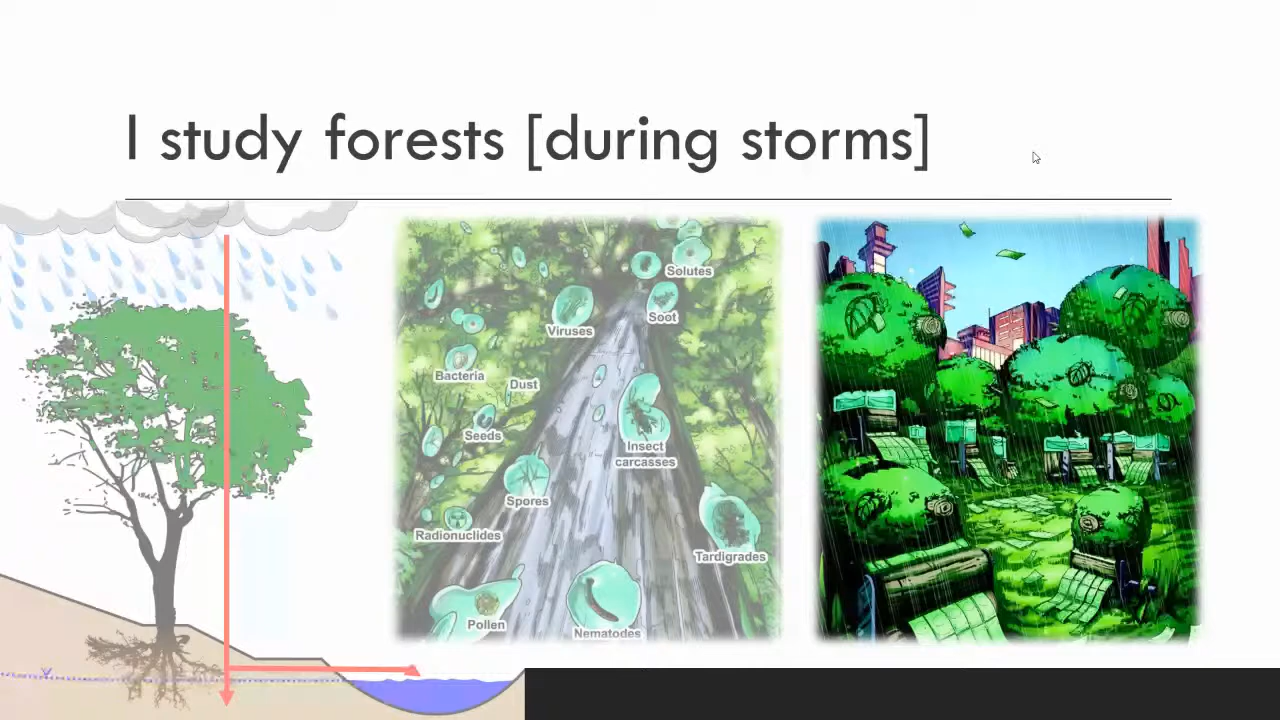 I study forests [during storms]
Solutes
Viruses
Soot
Bacteria
Dust
Seeds
Insect
carcasses
Spores
Radionuclides
Tardigrades
Pollen
Nematodes